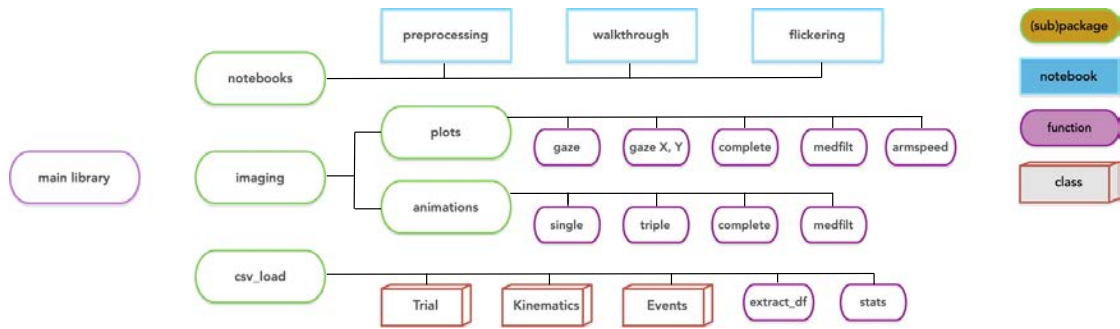 preprocessing
walkthrough
flickering
(sub)package
notebooks
notebook
plots
gaze
gaze X, Y
complete
medfilt
armspeed
function
main library
imaging
class
animations
single
triple
complete
medfilt
csv_load
Trial
Kinematics
Events
extract_df
stats